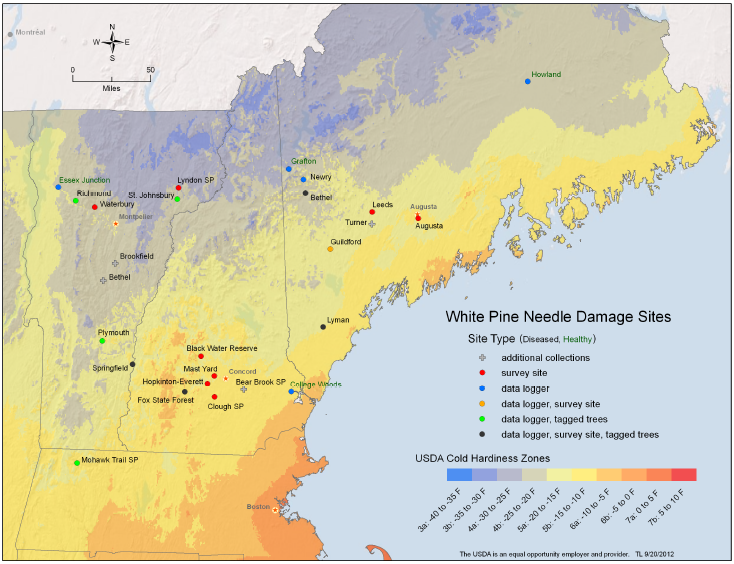 Montréal
N
W E
S
0 50
Miles
Howland
Grafton
Newry
Bethel
Essex Junction
Richmond
Waterbury
Montpelier
Lyndon SP
St. Johnsbury
Leeds
Augusta
Turner
Augusta
Guildford
Brookfield
Bethel
Lyman
Plymouth
Springfield
Black Water Reserve
Mast Yard
Concord
Hopkinton-Everett
Bear Brook SP
College Woods
Fox State Forest
Clough SP
Mohawk Trail SP
Boston
White Pine Needle Damage Sites
Site Type (Diseased, Healthy)
additional collections
survey site
data logger
data logger, survey site
data logger, tagged trees
data logger, survey site, tagged trees
USDA Cold Hardiness Zones
3a: -40 to -35 F
3b: -35 to -30 F
4a: -30 to -25 F
4b: -25 to -20 F
5a: -20 to -15 F
5b: -15 to -10 F
6a: -10 to -5 F
6b: -5 to 0 F
7a: 0 to 5 F
7b: 5 to 10 F
The USDA is an equal opportunity employer and provider. TL 9/20/2012